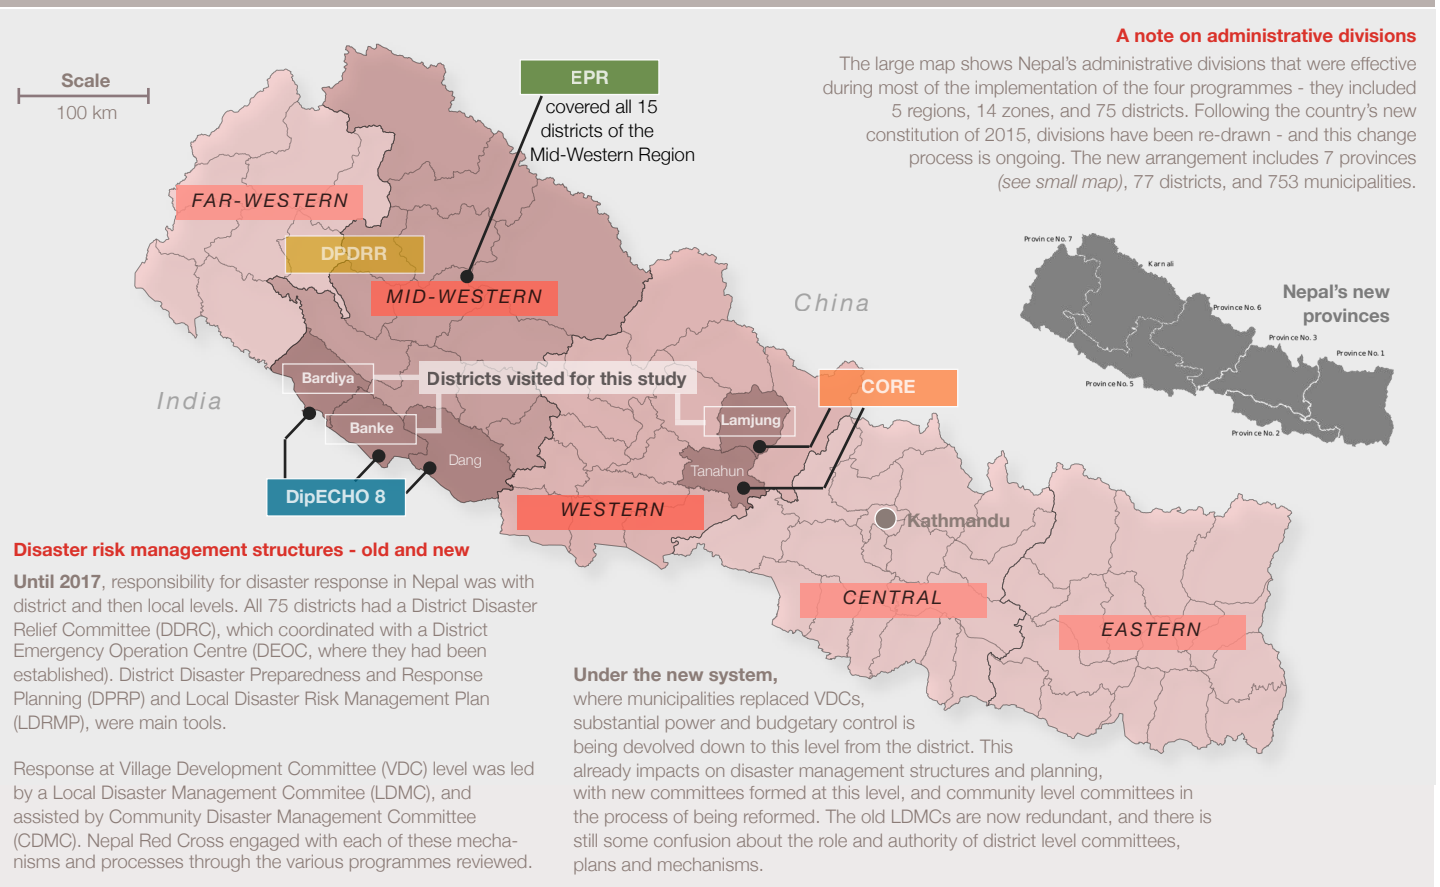 A note on administrative divisions
The large map shows Nepal's administrative divisions that were effective
during most of the implementation of the four programmes - they included
5 regions, 14 zones, and 75 districts. Following the country's new
constitution of 2015, divisions have been re-drawn - and this change
process is ongoing. The new arrangement includes 7 provinces
(see small map), 77 districts, and 753 municipalities.
Scale
100 km
EPR
covered all 15
districts of the
Mid-Western Region
FAR-WESTERN
DPDRR
MID-WESTERN
China
India
Bardiya
Districts visited for this study
Banke
Lamjung
CORE
Dang
Tanahun
DipECHO 8
WESTERN
Kathmandu
CENTRAL
EASTERN
Province No. 7
Karnali
Province No. 6
Nepal's new
provinces
Province No. 3
Province No. 1
Province No. 5
Province No. 2
Disaster risk management structures - old and new
Until 2017, responsibility for disaster response in Nepal was with
district and then local levels. All 75 districts had a District Disaster
Relief Committee (DDRC), which coordinated with a District
Emergency Operation Centre (DEOC, where they had been
established). District Disaster Preparedness and Response
Planning (DPRP) and Local Disaster Risk Management Plan
(LDRMP), were main tools.
Response at Village Development Committee (VDC) level was led
by a Local Disaster Management Commitee (LDMC), and
assisted by Community Disaster Management Committee
(CDMC). Nepal Red Cross engaged with each of these mecha-
nisms and processes through the various programmes reviewed.
Under the new system,
where municipalities replaced VDCs,
substantial power and budgetary control is
being devolved down to this level from the district. This
already impacts on disaster management structures and planning,
with new committees formed at this level, and community level committees in
the process of being reformed. The old LDMCs are now redundant, and there is
still some confusion about the role and authority of district level committees,
plans and mechanisms.